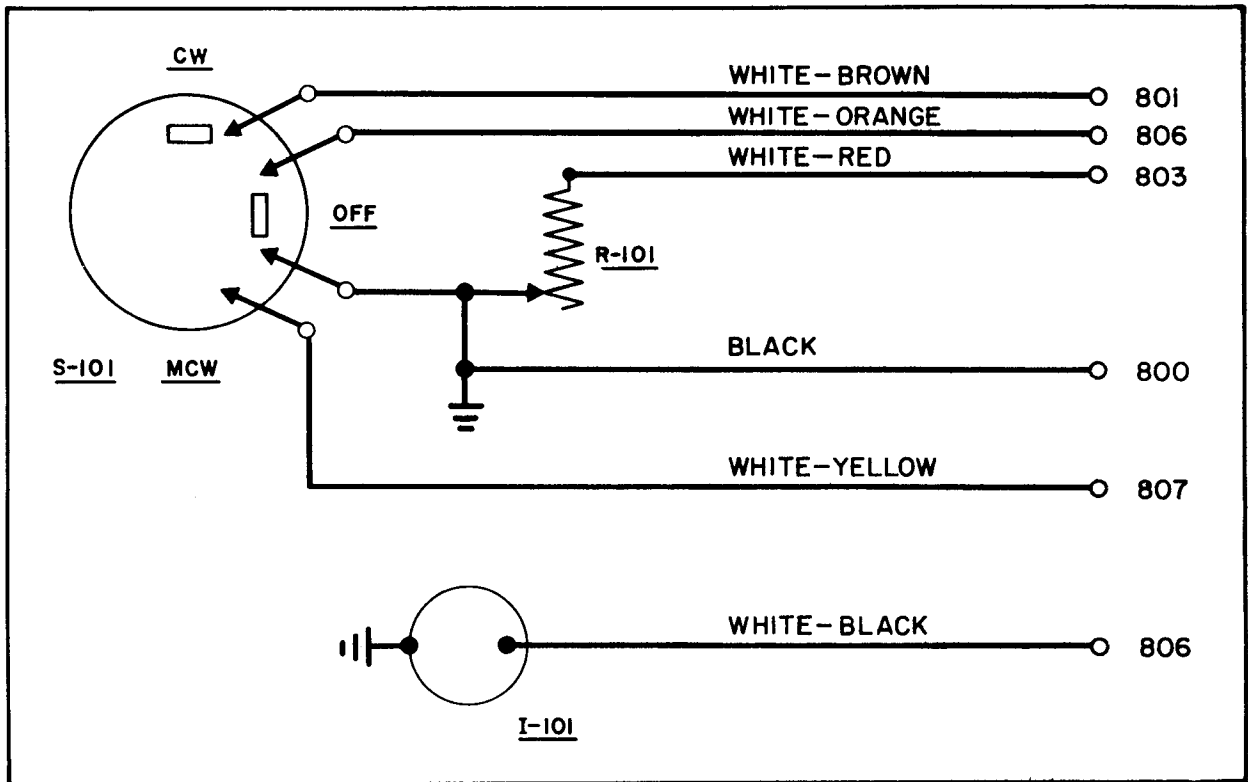 CW
WHITE-BROWN
801
WHITE-ORANGE
806
WHITE-RED
803
OFF
R-101
S-101
MCW
BLACK
800
WHITE-YELLOW
807
WHITE-BLACK
806
I-101